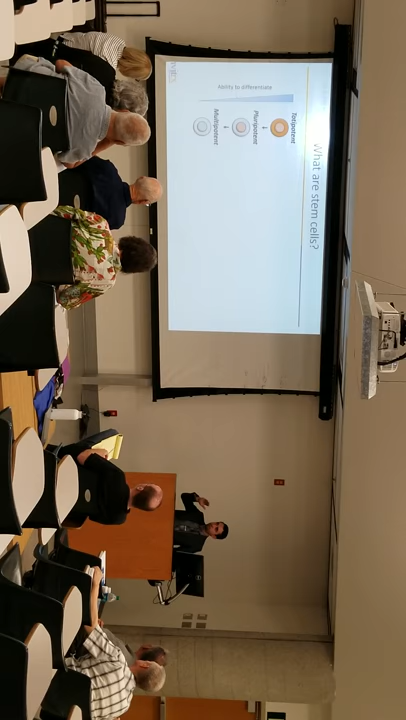 What are stem cells?
Ability to differentiate
Totipotent
Pluripotent
Multipotent